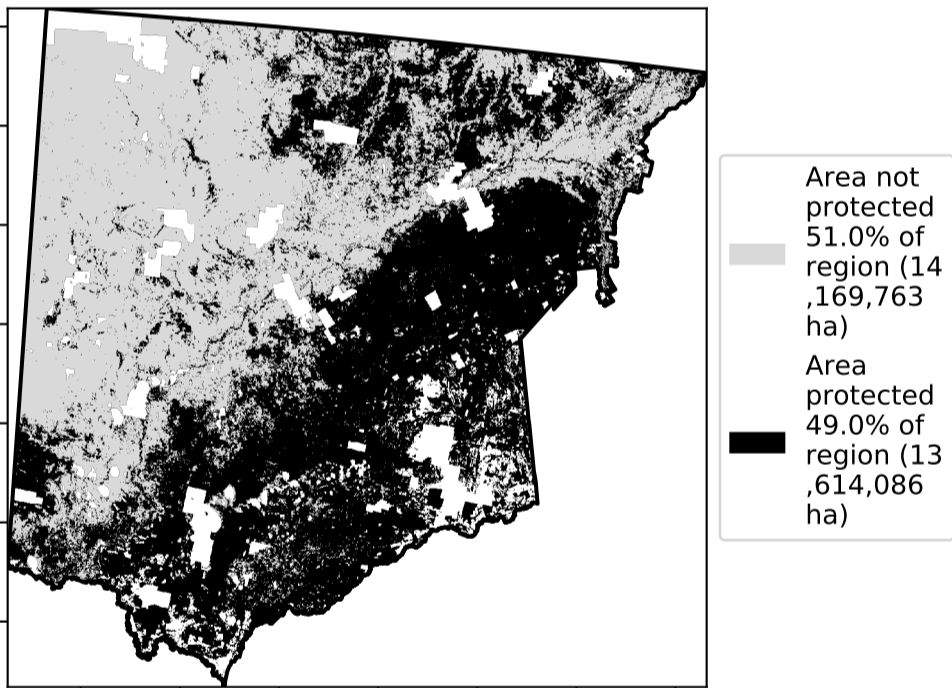 Area not
protected
51.0% of
region (14
,169,763
ha)
Area
protected
49.0% of
region (13
,614,086
ha)